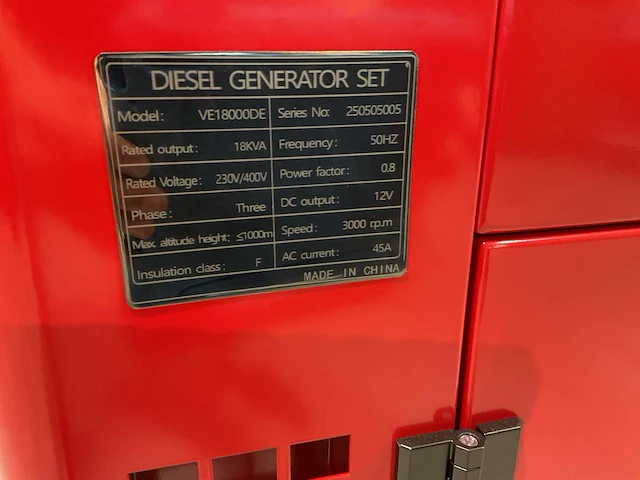 DIESEL GENERATOR SET
Model: VE18000DE Series No: 250505005
Rated output: 18KVA Frequency: 50HZ
Rated Voltage: 230V/400V Power factor: 0.8
Phase: Three DC output: 12V
Max. altitude height: ≤1000m Speed: 3000 rp.m
Insulation class: F AC current: 45A
MADE IN CHINA